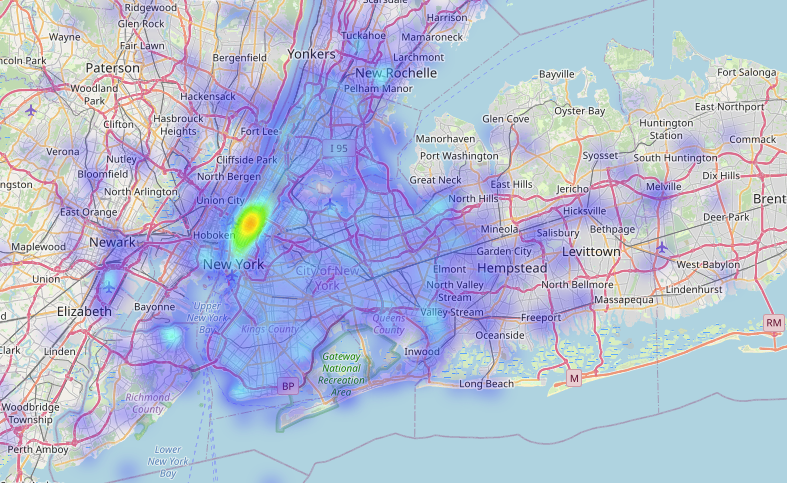 Scarsdale
Ridgewood
Harrison
Glen Rock
Tuckahoe
Mamaroneck
Wayne
Fair Lawn
Yonkers
Larchmont
Bergenfield
ncoln Park
Paterson
New Rochelle
Bayville
Fort Salonga
Woodland
Park
Hackensack
Pelham Manor
East Northport
Oyster Bay
Glen Cove
Clifton
Hasbrouck
Heights
Fort Lee
Huntington
Station
Manorhaven
Commack
Verona
Nutley
Cliffside Park
I 95
Port Washington
Syosset
South Huntington
Bloomfield
North Bergen
Dix Hills
ngston
North Arlington
Great Neck
East Hills
Jericho
Melville
Union City
North Hills
Brent
East Orange
Hicksville
Deer Park
Hoboken
Mineola
Salisbury
Bethpage
Maplewood
Newark
Garden City
Levittown
New York
City of New
York
Elmont
Hempstead
West Babylon
Union
North Valley
Stream
North Bellmore
Lindenhurst
Bayonne
Upper
New York
Bay
Massapequa
Elizabeth
Valley Stream
Freeport
Kings County
Queens
County
RM
Oceanside
Clark
Linden
Inwood
Gateway
National
Recreation
Area
M
BP
Long Beach
Woodbridge
Township
Richmond
County
Perth Amboy
Lower
New York
Bay